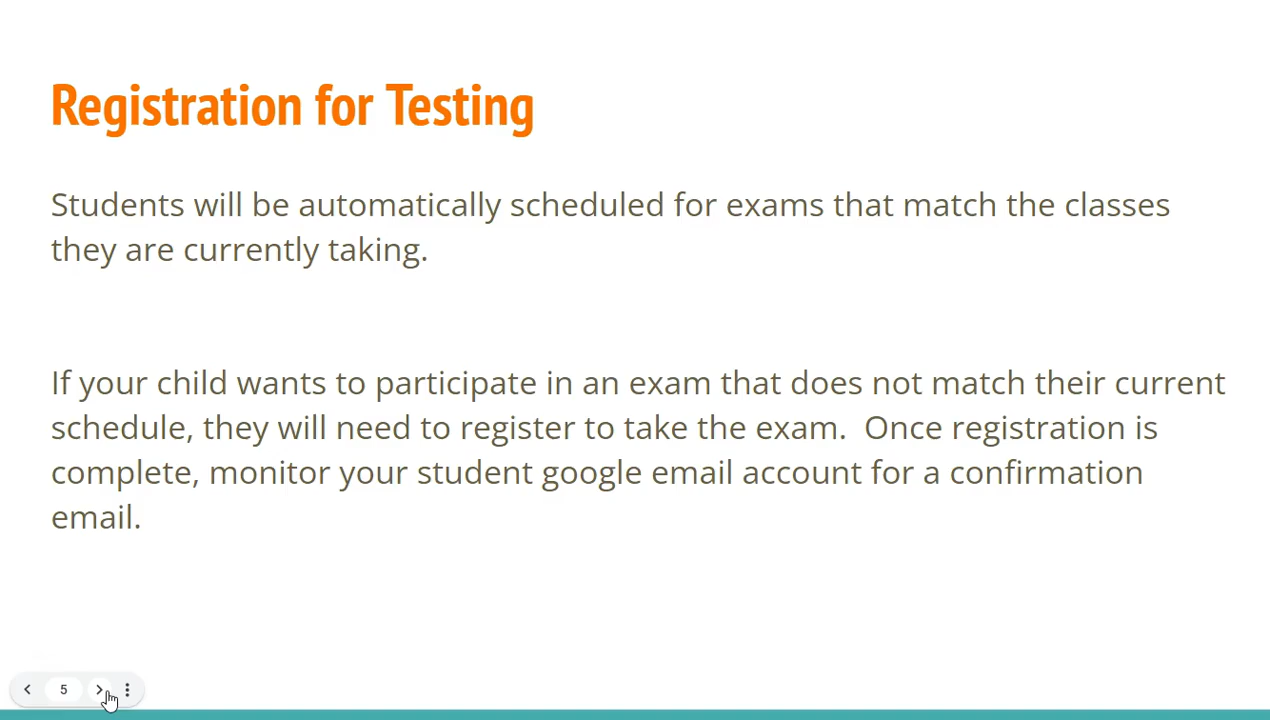 Registration for Testing
Students will be automatically scheduled for exams that match the classes
they are currently taking.
If your child wants to participate in an exam that does not match their current
schedule, they will need to register to take the exam.  Once registration is
complete, monitor your student google email account for a confirmation
email.
5